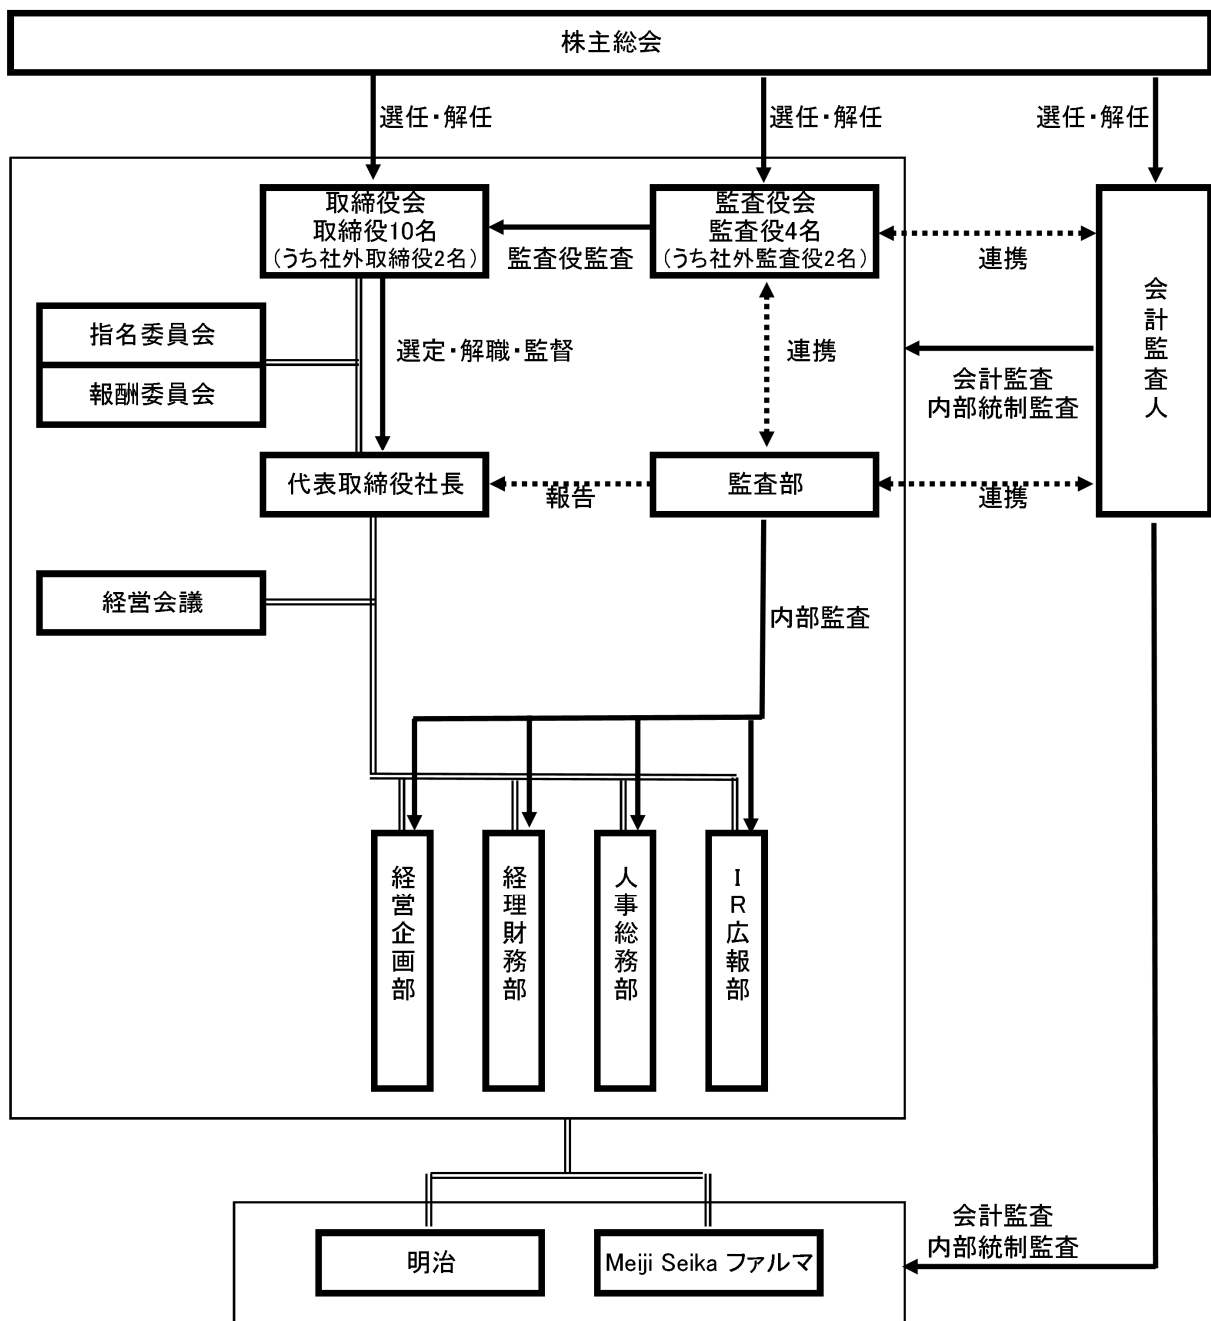 株主総会
選任・解任
選任・解任
選任・解任
取締役会
取締役10名
（うち社外取締役2名）
監査役監査
監査役会
監査役4名
（うち社外監査役2名）
連携
会計監査人
指名委員会
報酬委員会
選定・解職・監督
連携
会計監査
内部統制監査
代表取締役社長
報告
監査部
連携
経営会議
内部監査
経営企画部
経理財務部
人事総務部
IR広報部
会計監査
内部統制監査
明治
Meiji Seika ファルマ